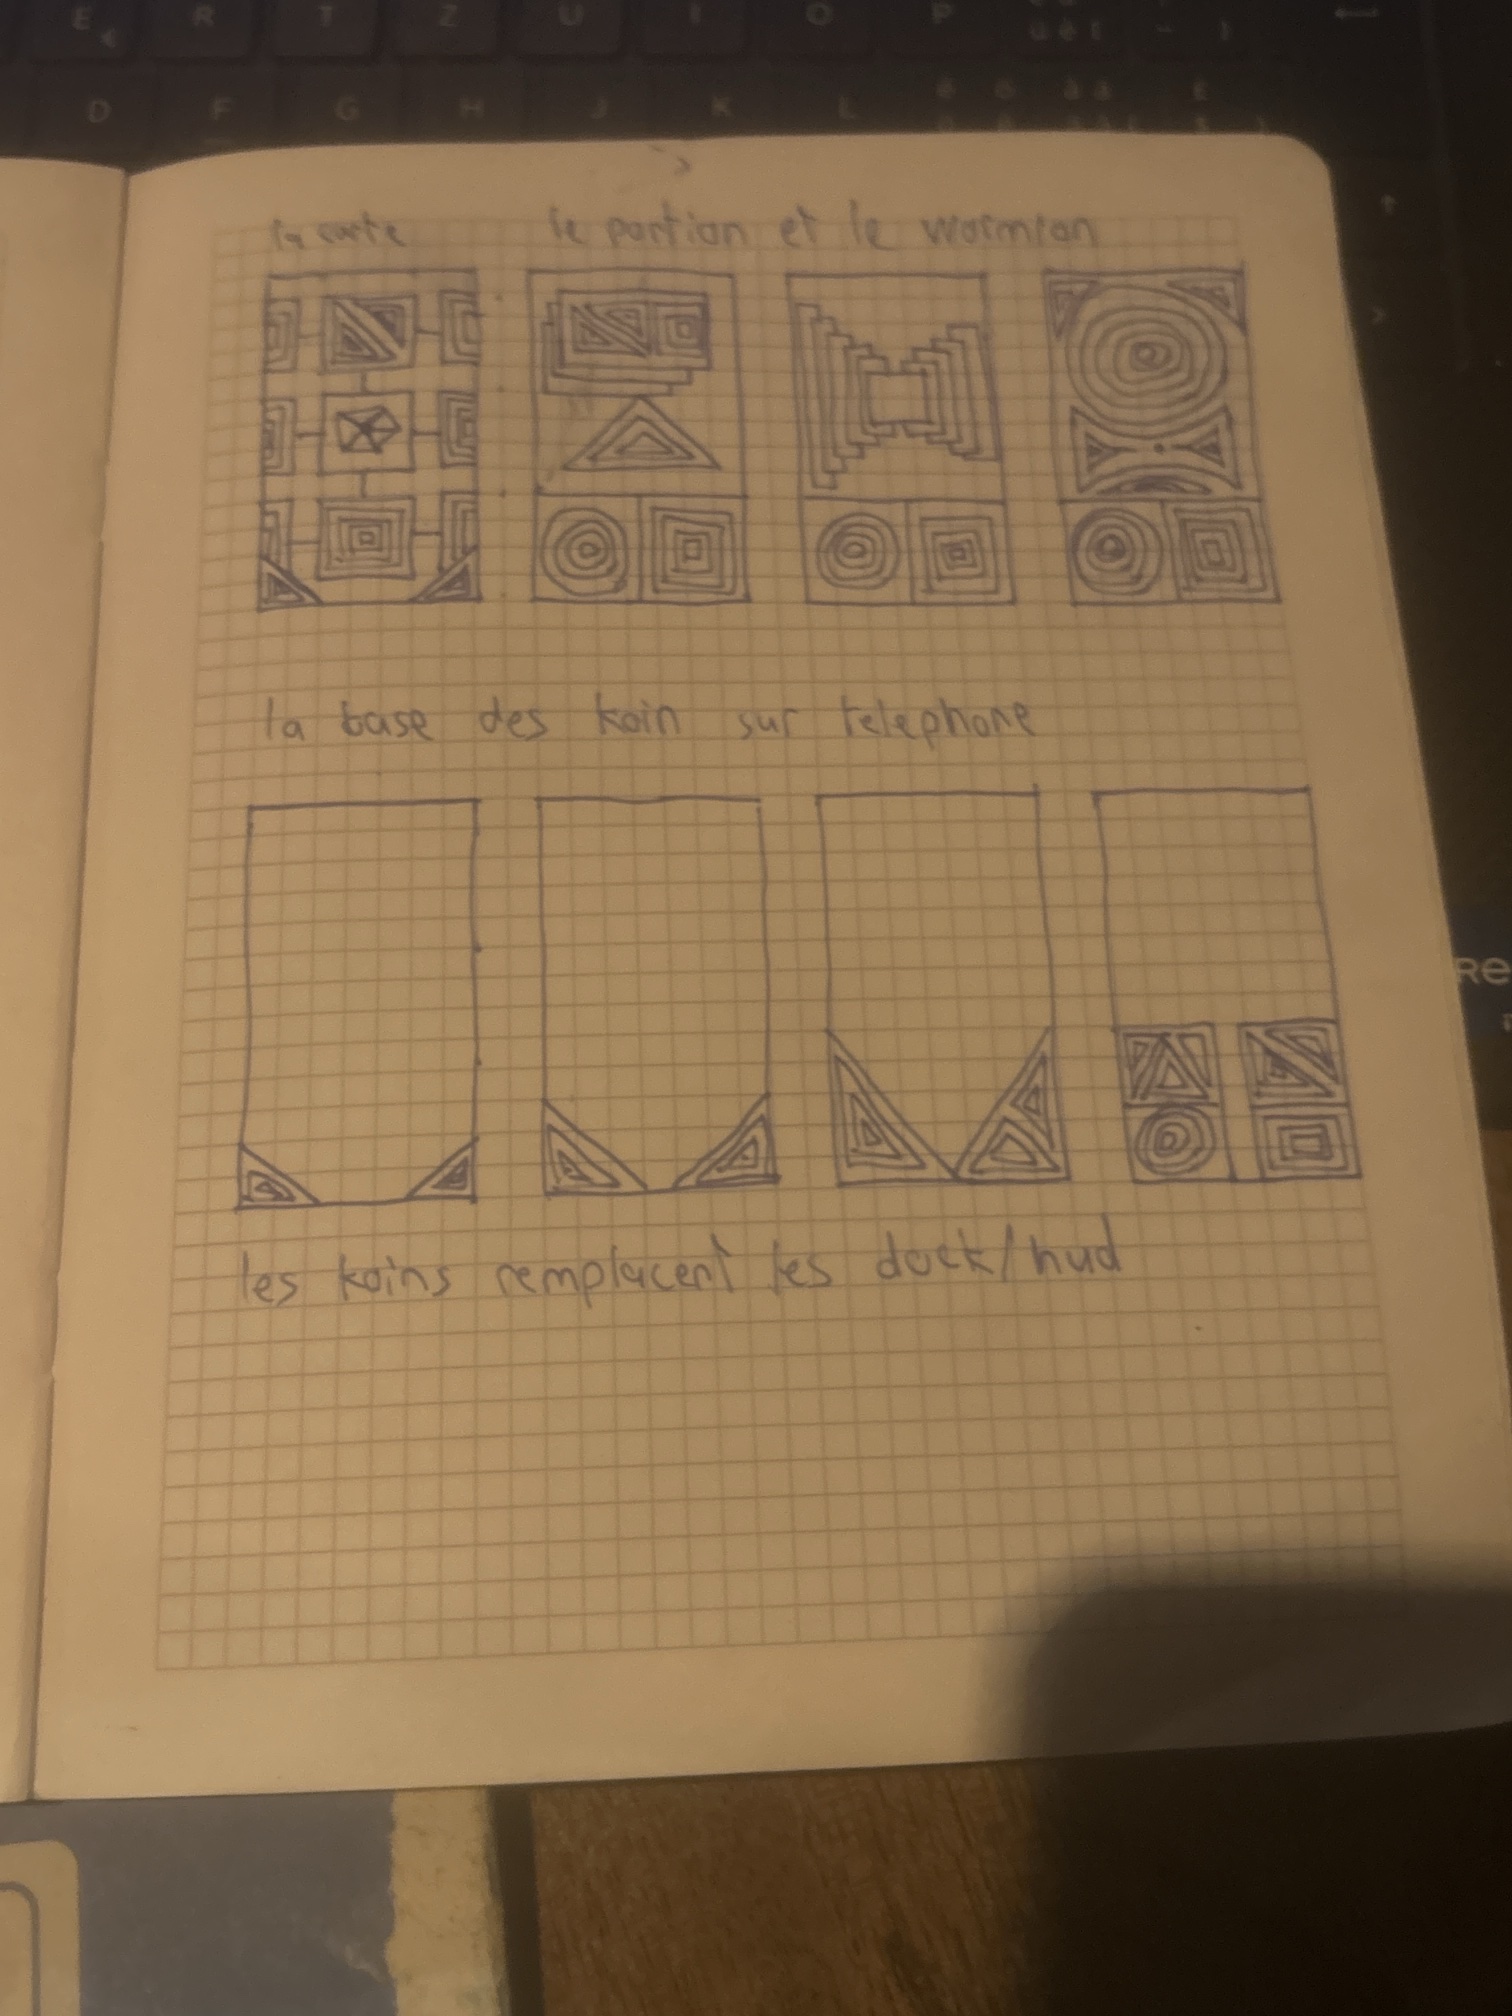 E € R T Z U I O P
D F G H J K L
la carte le portion et le wormion
la base des koin sur telephone
Re
les koins remplacent les dock/hud